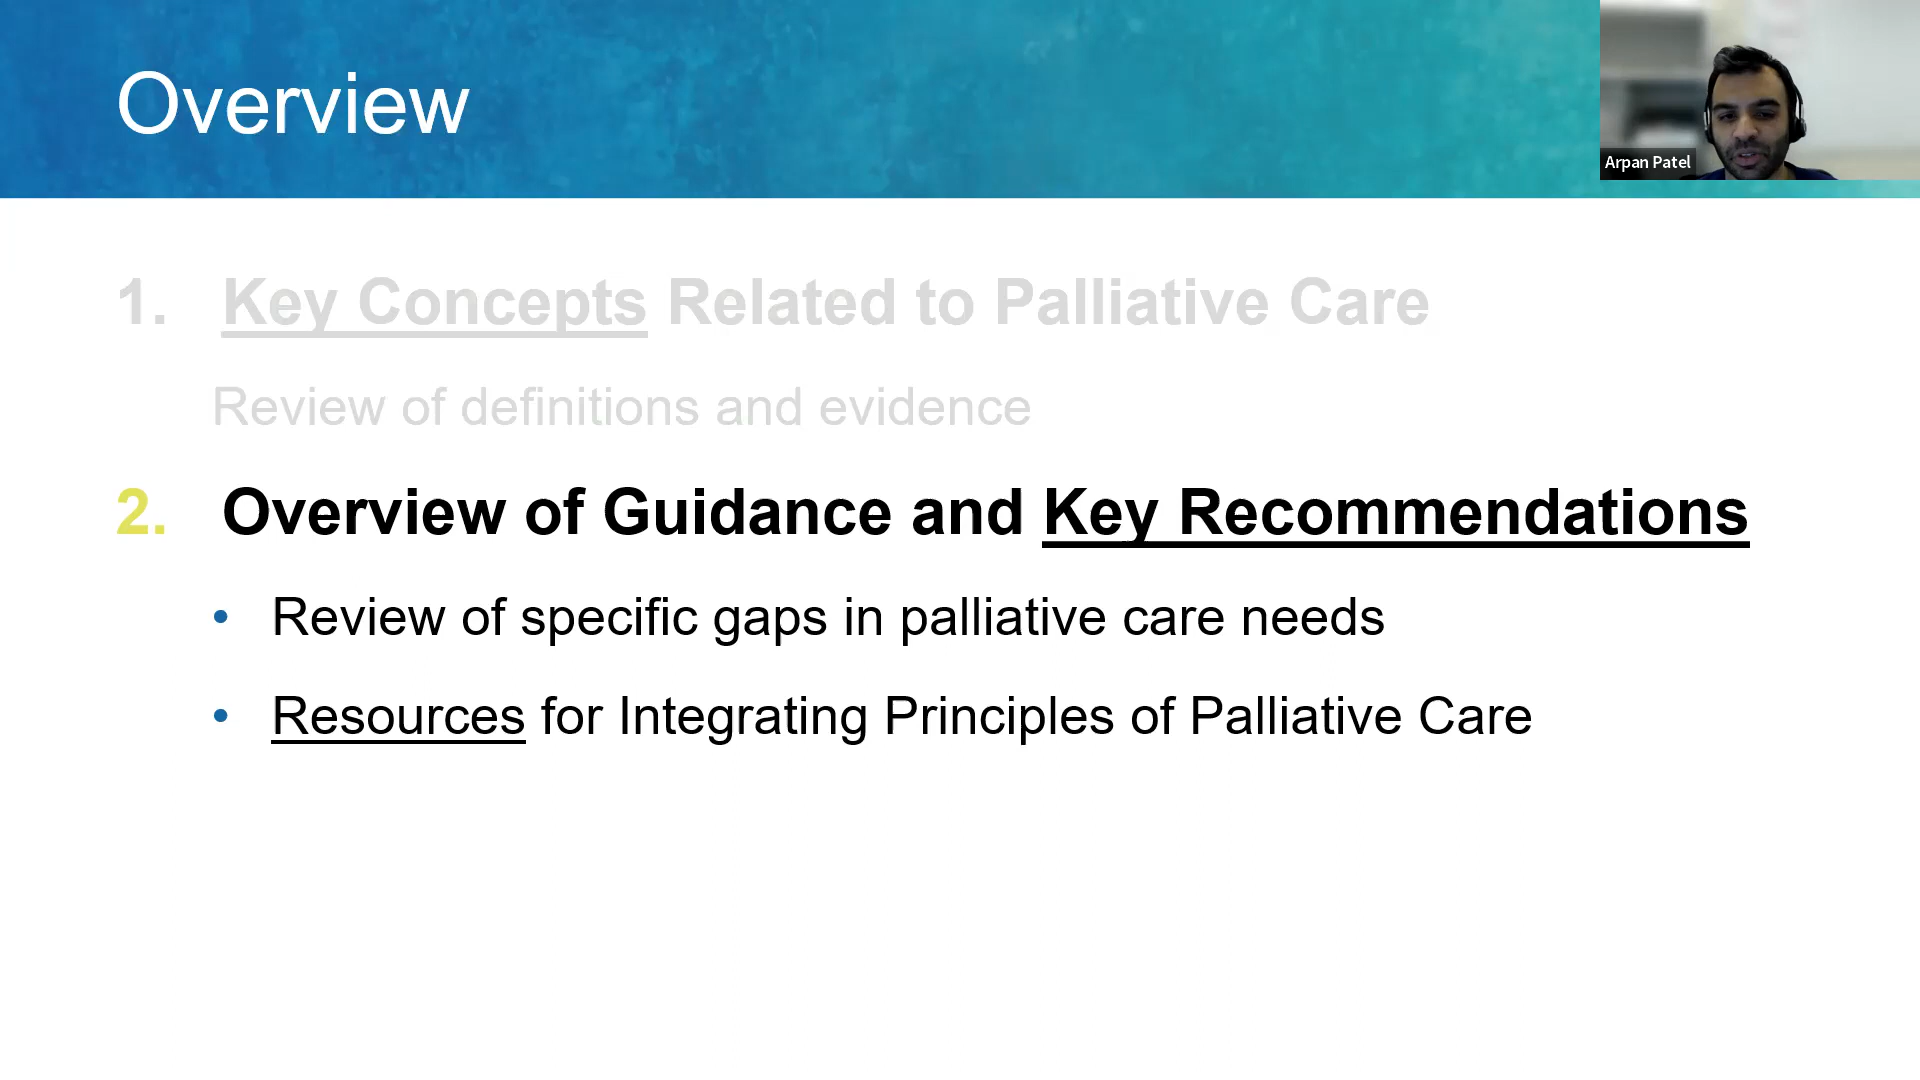 Overview
Arpan Patel
1. Key Concepts Related to Palliative Care
Review of definitions and evidence
2. Overview of Guidance and Key Recommendations
• Review of specific gaps in palliative care needs
• Resources for Integrating Principles of Palliative Care